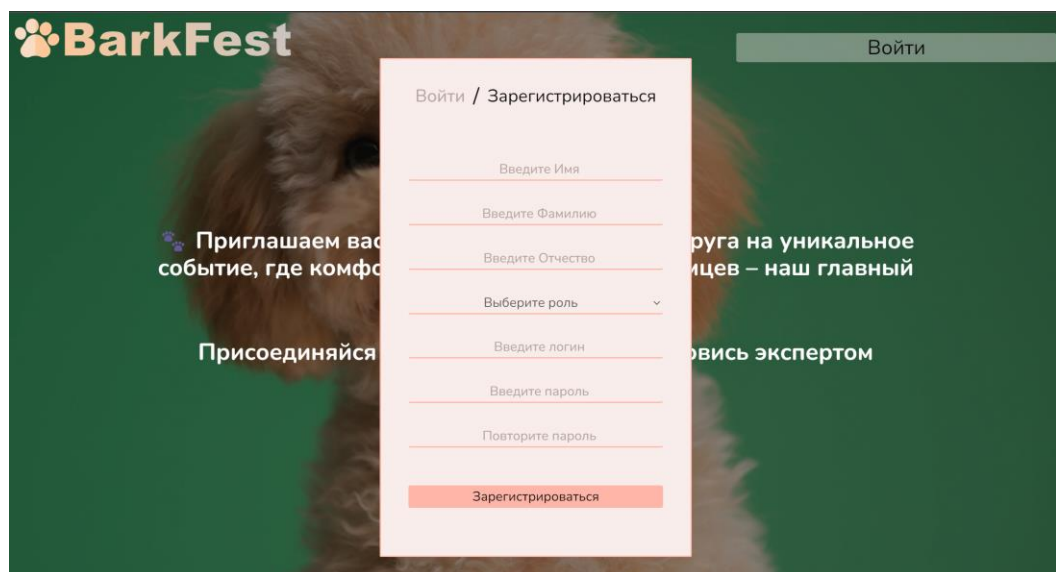 BarkFest
Войти
Войти / Зарегистрироваться
Введите Имя
Введите Фамилию
Приглашаем вас руга на уникальное
Введите Отчество
событие, где комфо ицев – наш главный
Выберите роль
Введите логин
Присоединяйся овись экспертом
Введите пароль
Повторите пароль
Зарегистрироваться